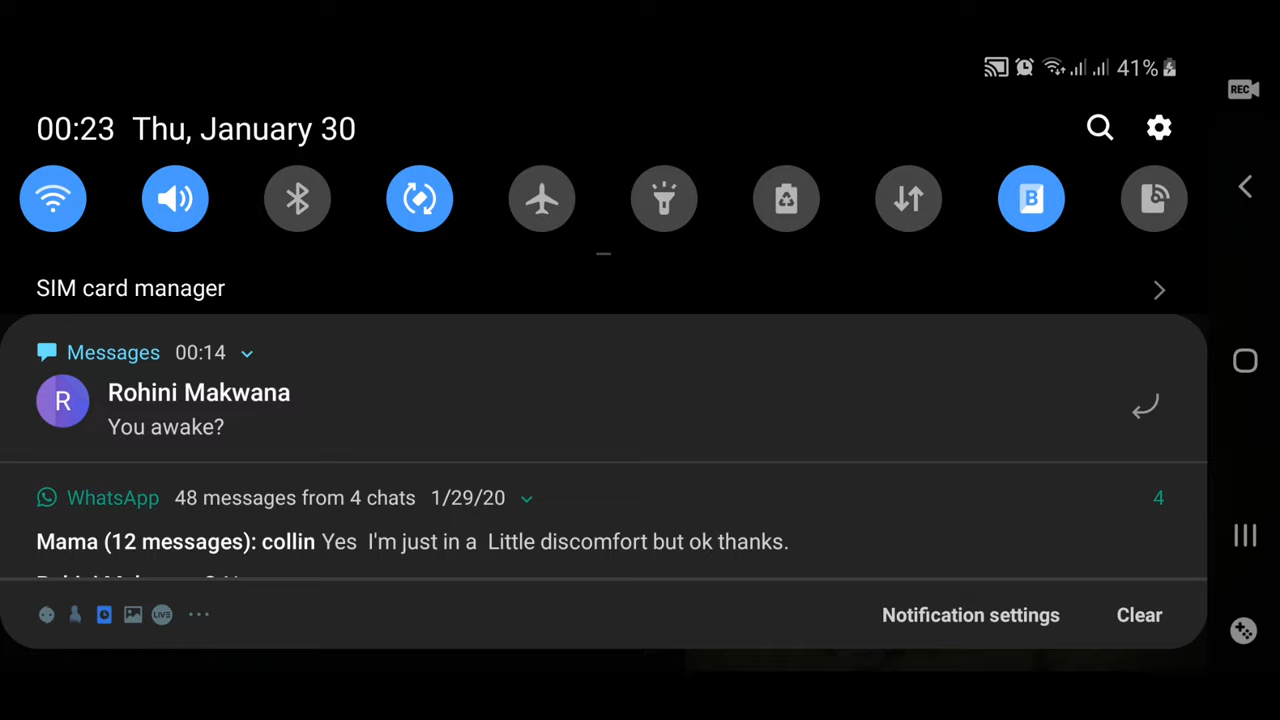 41%
00:23 Thu, January 30
REC
B
SIM card manager
Messages 00:14
R
Rohini Makwana
You awake?
WhatsApp 48 messages from 4 chats 1/29/20 4
Mama (12 messages): collin Yes I'm just in a Little discomfort but ok thanks.
LIVE
Notification settings Clear